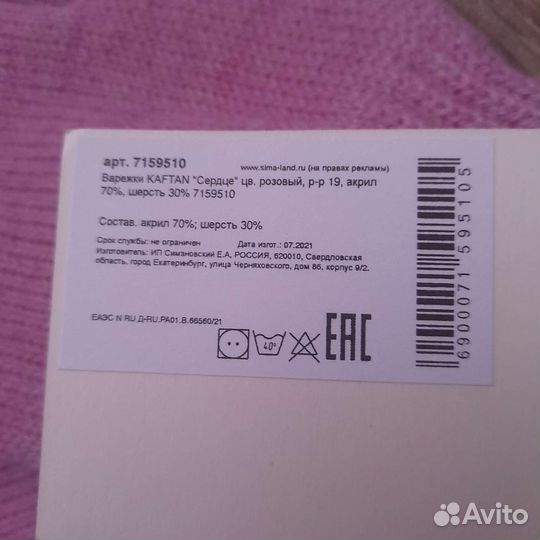 арт. 7159510
www.sima-land.ru (на правах рекламы)
Варежки KAFTAN "Сердце" цв. розовый, р-р 19, акрил
70%, шерсть 30% 7159510
Состав. акрил 70%; шерсть 30%
Срок службы: не ограничен Дата изгот.: 07.2021
Изготовитель: ИП Симановский Е.А, РОССИЯ, 620010, Свердловская
область, город Екатеринбург, улица Черняховского, дом 86, корпус 9/2.
ЕАЭС N RU Д-RU.РА01.В.66560/21
40°
ЕАС
6900071595105
Avito